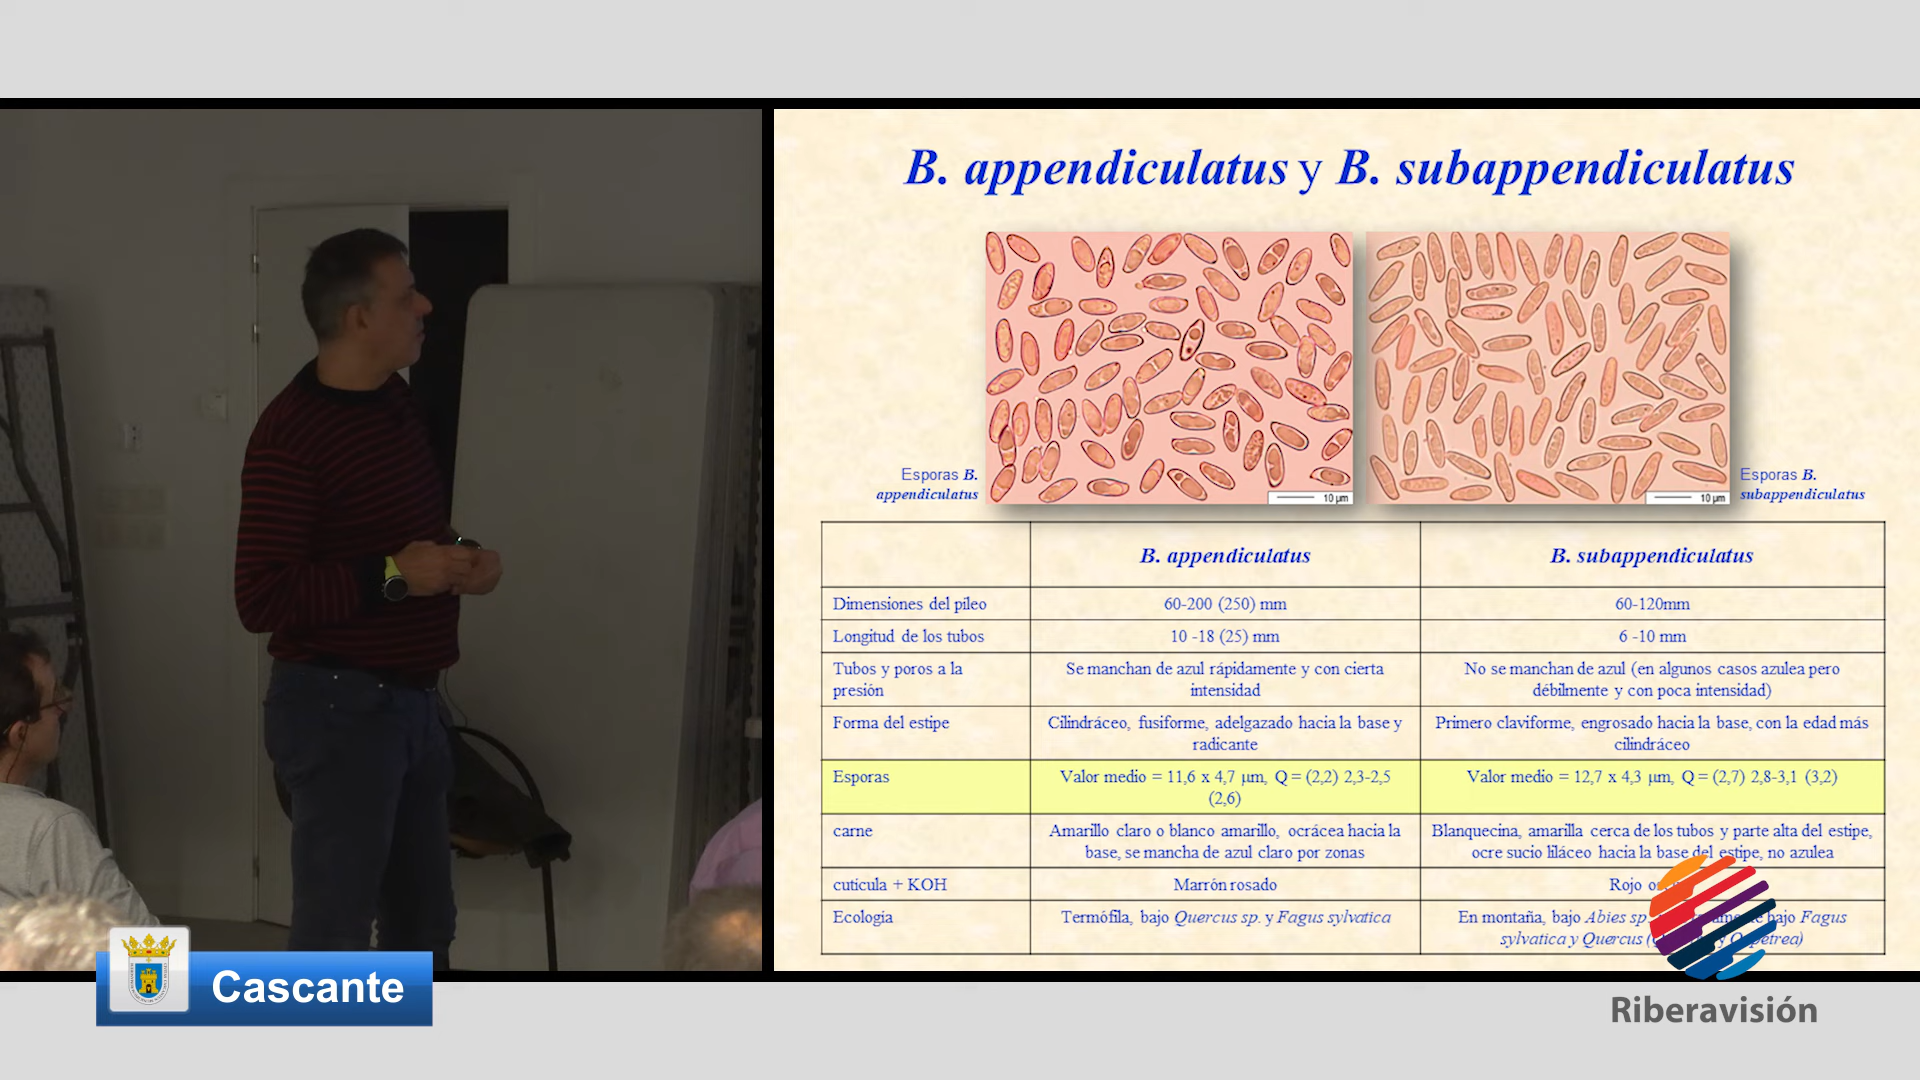 B. appendiculatus y B. subappendiculatus
Esporas B.
appendiculatus
10 µm
10 µm
Esporas B.
subappendiculatus
B. appendiculatus
B. subappendiculatus
Dimensiones del píleo
60-200 (250) mm
60-120mm
Longitud de los tubos
10 -18 (25) mm
6 -10 mm
Tubos y poros a la
presión
Se manchan de azul rápidamente y con cierta
intensidad
No se manchan de azul (en algunos casos azulea pero
débilmente y con poca intensidad)
Forma del estipe
Cilindráceo, fusiforme, adelgazado hacia la base y
radicante
Primero claviforme, engrosado hacia la base, con la edad más
cilindráceo
Esporas
Valor medio = 11,6 x 4,7 µm, Q = (2,2) 2,3-2,5
(2,6)
Valor medio = 12,7 x 4,3 µm, Q = (2,7) 2,8-3,1 (3,2)
carne
Amarillo claro o blanco amarillo, ocrácea hacia la
base, se mancha de azul claro por zonas
Blanquecina, amarilla cerca de los tubos y parte alta del estipe,
ocre sucio liláceo hacia la base del estipe, no azulea
cutícula + KOH
Marrón rosado
Rojo
Ecología
Termófila, bajo Quercus sp. y Fagus sylvatica
En montaña, bajo Abies sp bajo Fagus
sylvatica y Quercus ( y
Cascante
Riberavisión